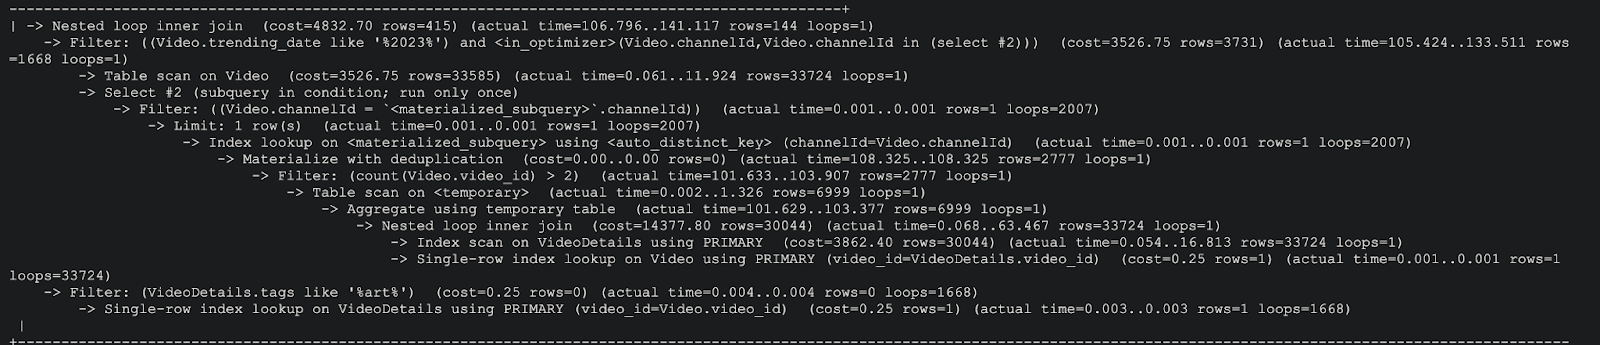 --------------------------------------------------------------------------------------------------+
| -> Nested loop inner join  (cost=4832.70 rows=415) (actual time=106.796..141.117 rows=144 loops=1)
    -> Filter: ((Video.trending_date like '%2023%') and <in_optimizer>(Video.channelId,Video.channelId in (select #2)))  (cost=3526.75 rows=3731) (actual time=105.424..133.511 rows
=1668 loops=1)
        -> Table scan on Video  (cost=3526.75 rows=33585) (actual time=0.061..11.924 rows=33724 loops=1)
        -> Select #2 (subquery in condition; run only once)
            -> Filter: ((Video.channelId = `<materialized_subquery>`.channelId))  (actual time=0.001..0.001 rows=1 loops=2007)
                -> Limit: 1 row(s)  (actual time=0.001..0.001 rows=1 loops=2007)
                    -> Index lookup on <materialized_subquery> using <auto_distinct_key> (channelId=Video.channelId)  (actual time=0.001..0.001 rows=1 loops=2007)
                        -> Materialize with deduplication  (cost=0.00..0.00 rows=0) (actual time=108.325..108.325 rows=2777 loops=1)
                            -> Filter: (count(Video.video_id) > 2)  (actual time=101.633..103.907 rows=2777 loops=1)
                                -> Table scan on <temporary>  (actual time=0.002..1.326 rows=6999 loops=1)
                                    -> Aggregate using temporary table  (actual time=101.629..103.377 rows=6999 loops=1)
                                        -> Nested loop inner join  (cost=14377.80 rows=30044) (actual time=0.068..63.467 rows=33724 loops=1)
                                            -> Index scan on VideoDetails using PRIMARY  (cost=3862.40 rows=30044) (actual time=0.054..16.813 rows=33724 loops=1)
                                            -> Single-row index lookup on Video using PRIMARY (video_id=VideoDetails.video_id)  (cost=0.25 rows=1) (actual time=0.001..0.001 rows=1
loops=33724)
    -> Filter: (VideoDetails.tags like '%art%')  (cost=0.25 rows=0) (actual time=0.004..0.004 rows=0 loops=1668)
        -> Single-row index lookup on VideoDetails using PRIMARY (video_id=Video.video_id)  (cost=0.25 rows=1) (actual time=0.003..0.003 rows=1 loops=1668)
 |
+--------------------------------------------------------------------------------------------------